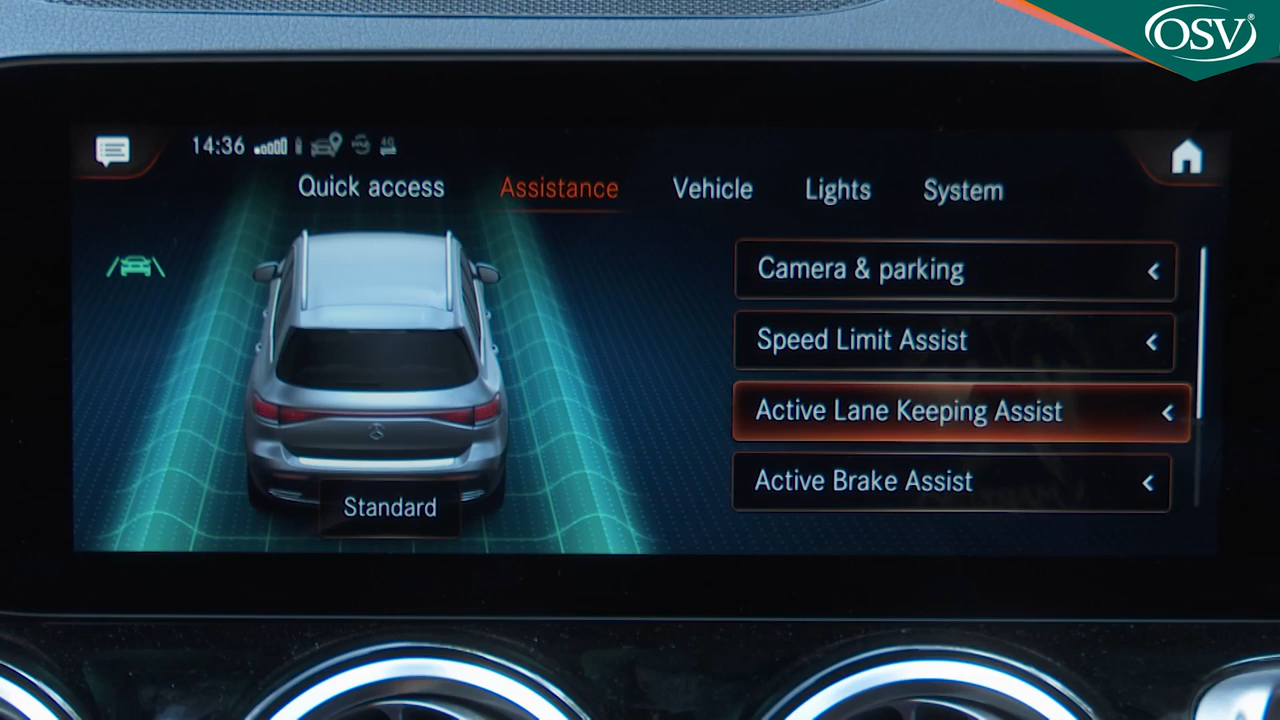 OSV®
14:36 4G
Quick access Assistance Vehicle Lights System
Camera & parking
Speed Limit Assist
Active Lane Keeping Assist
Active Brake Assist
Standard